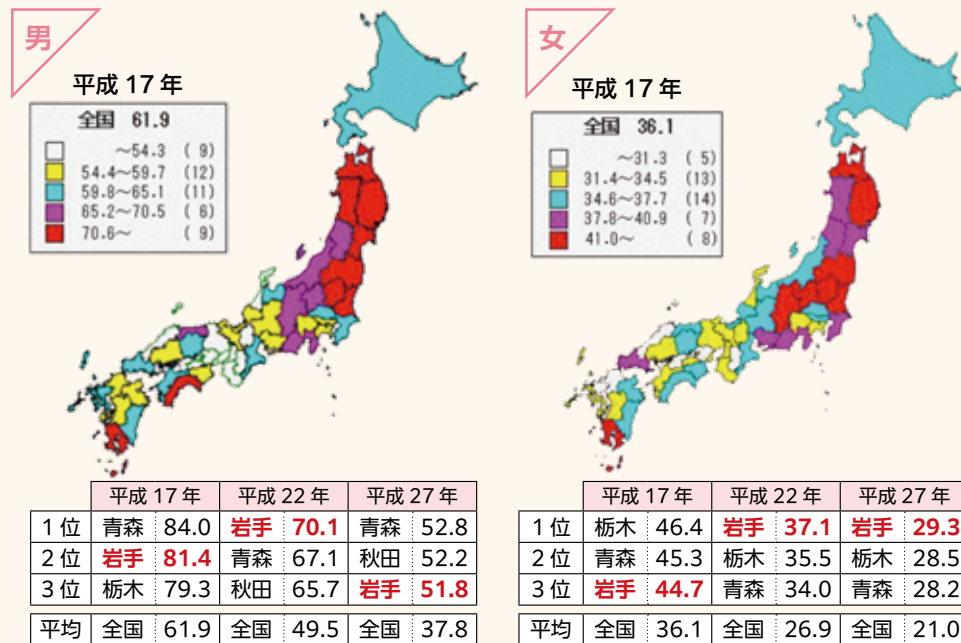 男
平成 17 年
全国 61.9
～54.3 ( 9)
54.4～59.7 (12)
59.8～65.1 (11)
65.2～70.5 ( 6)
70.6～ ( 9)
平成 17 年 平成 22 年 平成 27 年
1 位 青森 84.0 岩手 70.1 青森 52.8
2 位 岩手 81.4 青森 67.1 秋田 52.2
3 位 栃木 79.3 秋田 65.7 岩手 51.8
平均 全国 61.9 全国 49.5 全国 37.8
女
平成 17 年
全国 36.1
～31.3 ( 5)
31.4～34.5 (13)
34.6～37.7 (14)
37.8～40.9 ( 7)
41.0～ ( 8)
平成 17 年 平成 22 年 平成 27 年
1 位 栃木 46.4 岩手 37.1 岩手 29.3
2 位 青森 45.3 栃木 35.5 栃木 28.5
3 位 岩手 44.7 青森 34.0 青森 28.2
平均 全国 36.1 全国 26.9 全国 21.0